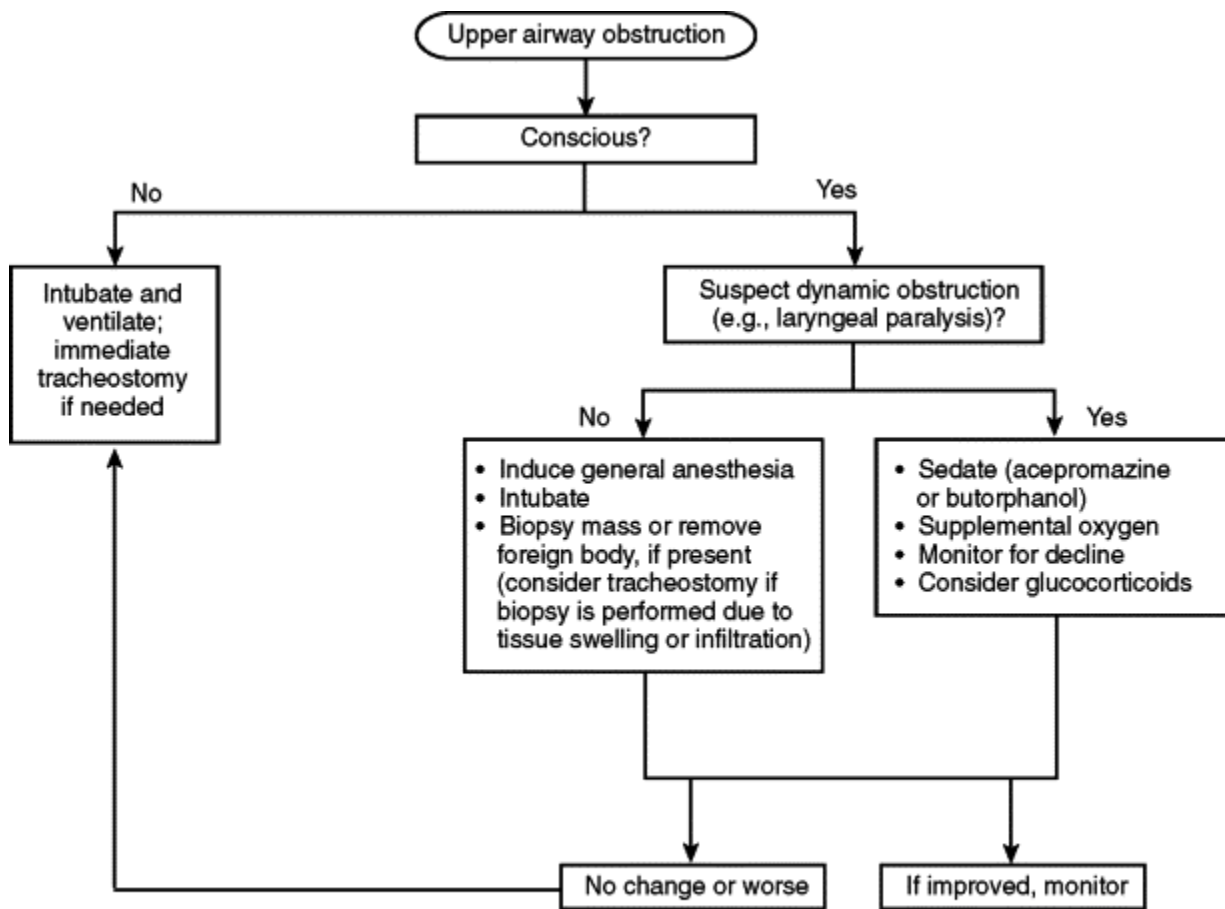 Upper airway obstruction
Conscious?
No
Yes
Intubate and
ventilate;
immediate
tracheostomy
if needed
Suspect dynamic obstruction
(e.g., laryngeal paralysis)?
No
Yes
• Induce general anesthesia
• Intubate
• Biopsy mass or remove
foreign body, if present
(consider tracheostomy if
biopsy is performed due to
tissue swelling or infiltration)
• Sedate (acepromazine
or butorphanol)
• Supplemental oxygen
• Monitor for decline
• Consider glucocorticoids
No change or worse
If improved, monitor